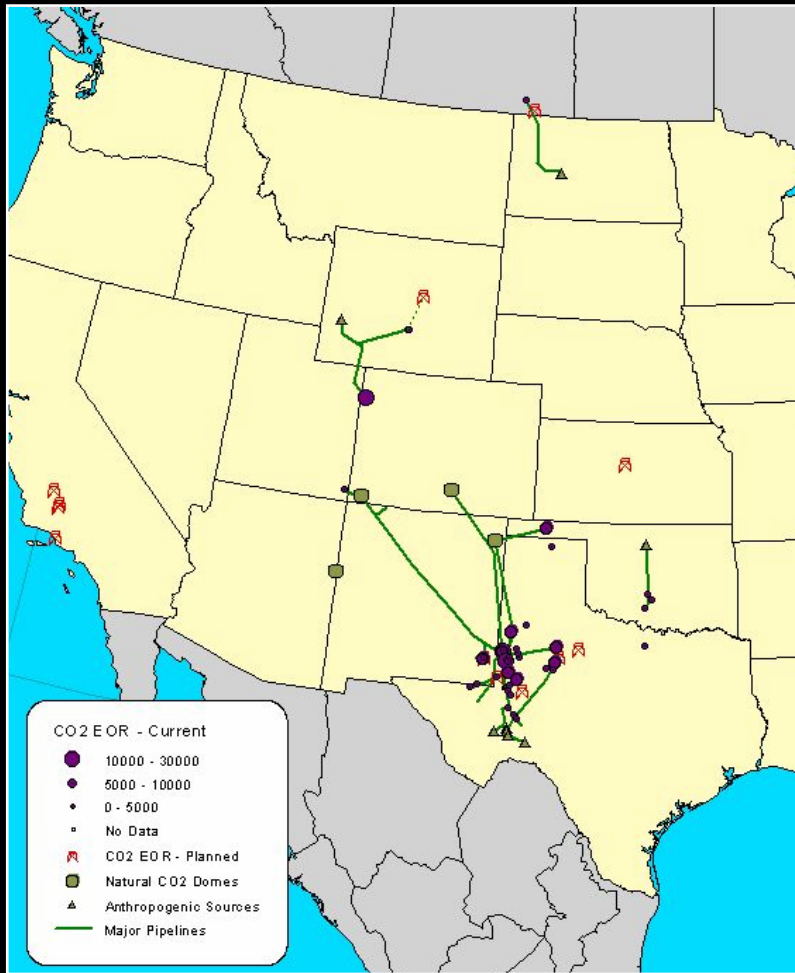 CO2 EOR - Current
10000 - 30000
5000 - 10000
0 - 5000
No Data
CO2 EOR - Planned
Natural CO2 Domes
Anthropogenic Sources
Major Pipelines